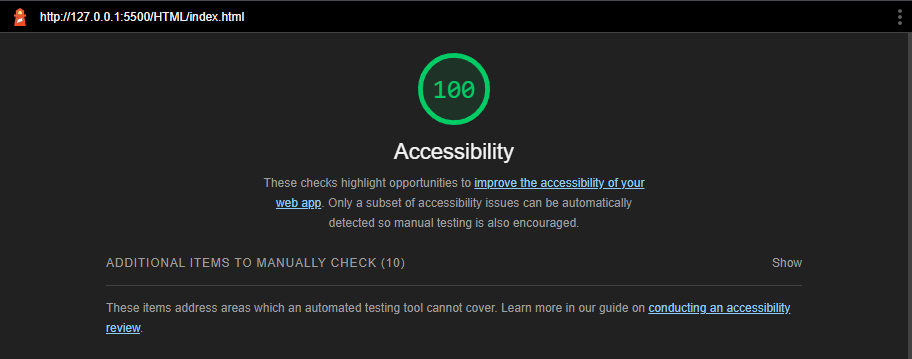 http://127.0.0.1:5500/HTML/index.html
100
Accessibility
These checks highlight opportunities to improve the accessibility of your
web app. Only a subset of accessibility issues can be automatically
detected so manual testing is also encouraged.
ADDITIONAL ITEMS TO MANUALLY CHECK (10) Show
These items address areas which an automated testing tool cannot cover. Learn more in our guide on conducting an accessibility
review.